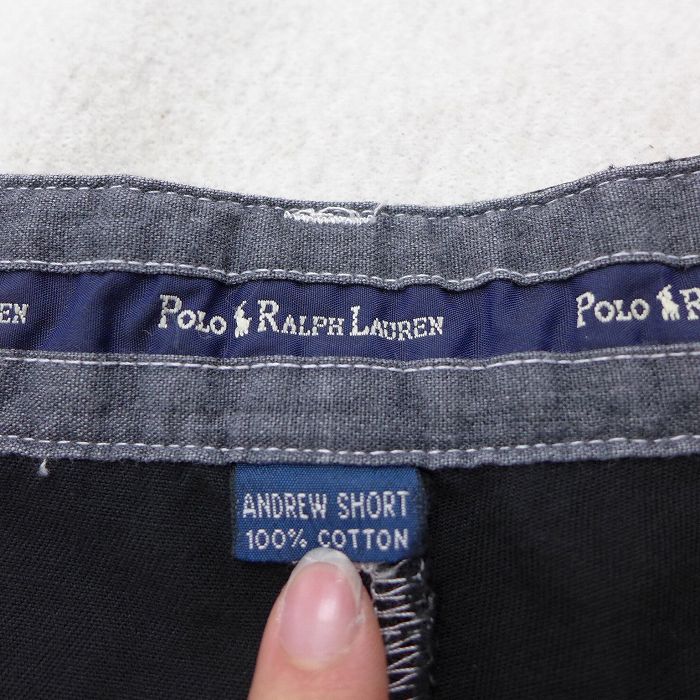 EN POLO RALPH LAUREN POLO R
ANDREW SHORT
100% COTTON